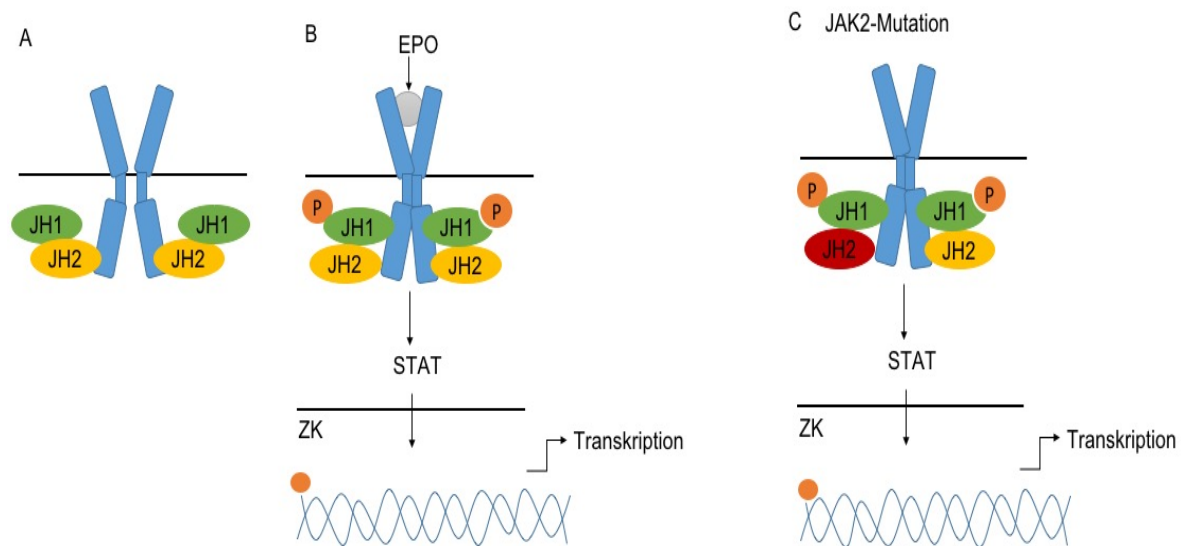 A
JH1
JH2
JH1
JH2
B
EPO
P
JH1
JH2
JH1
P
JH2
STAT
ZK
Transkription
C JAK2-Mutation
P
JH1
JH2
JH1
P
JH2
STAT
ZK
Transkription